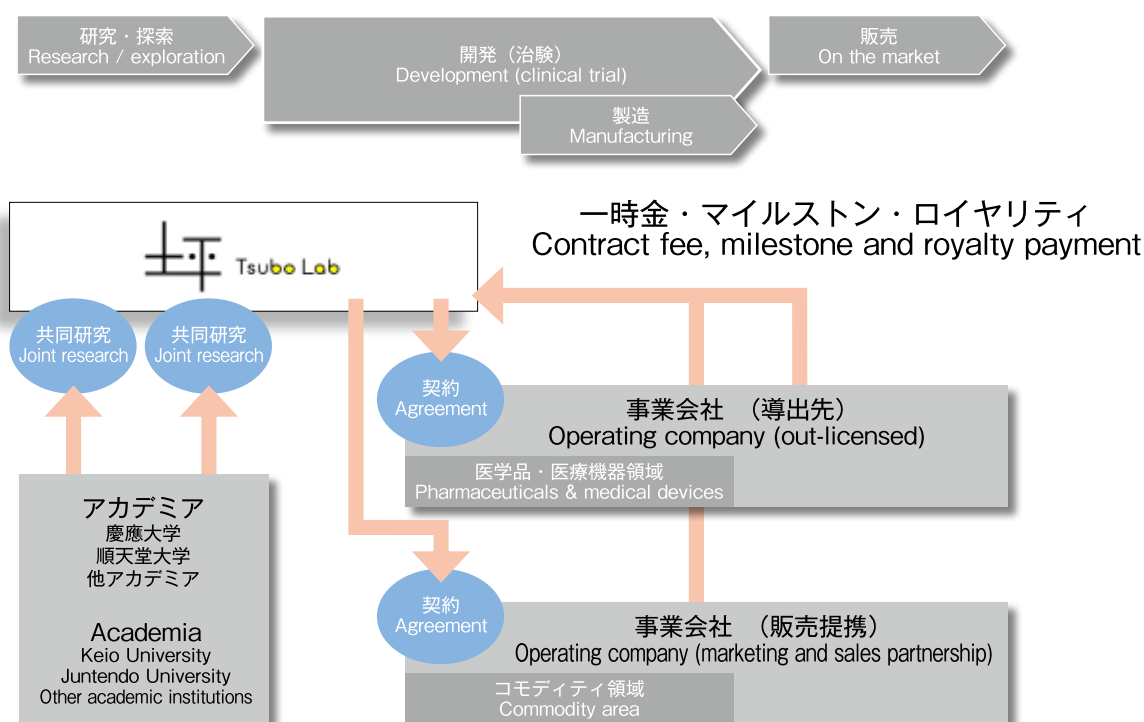 研究・探索
Research / exploration
開発（治験）
Development (clinical trial)
製造
Manufacturing
販売
On the market
Tsubo Lab
一時金・マイルストン・ロイヤリティ
Contract fee, milestone and royalty payment
共同研究
Joint research
共同研究
Joint research
契約
Agreement
事業会社　（導出先）
Operating company (out-licensed)
医学品・医療機器領域
Pharmaceuticals & medical devices
アカデミア
慶應大学
順天堂大学
他アカデミア
Academia
Keio University
Juntendo University
Other academic institutions
契約
Agreement
事業会社　（販売提携）
Operating company (marketing and sales partnership)
コモディティ領域
Commodity area